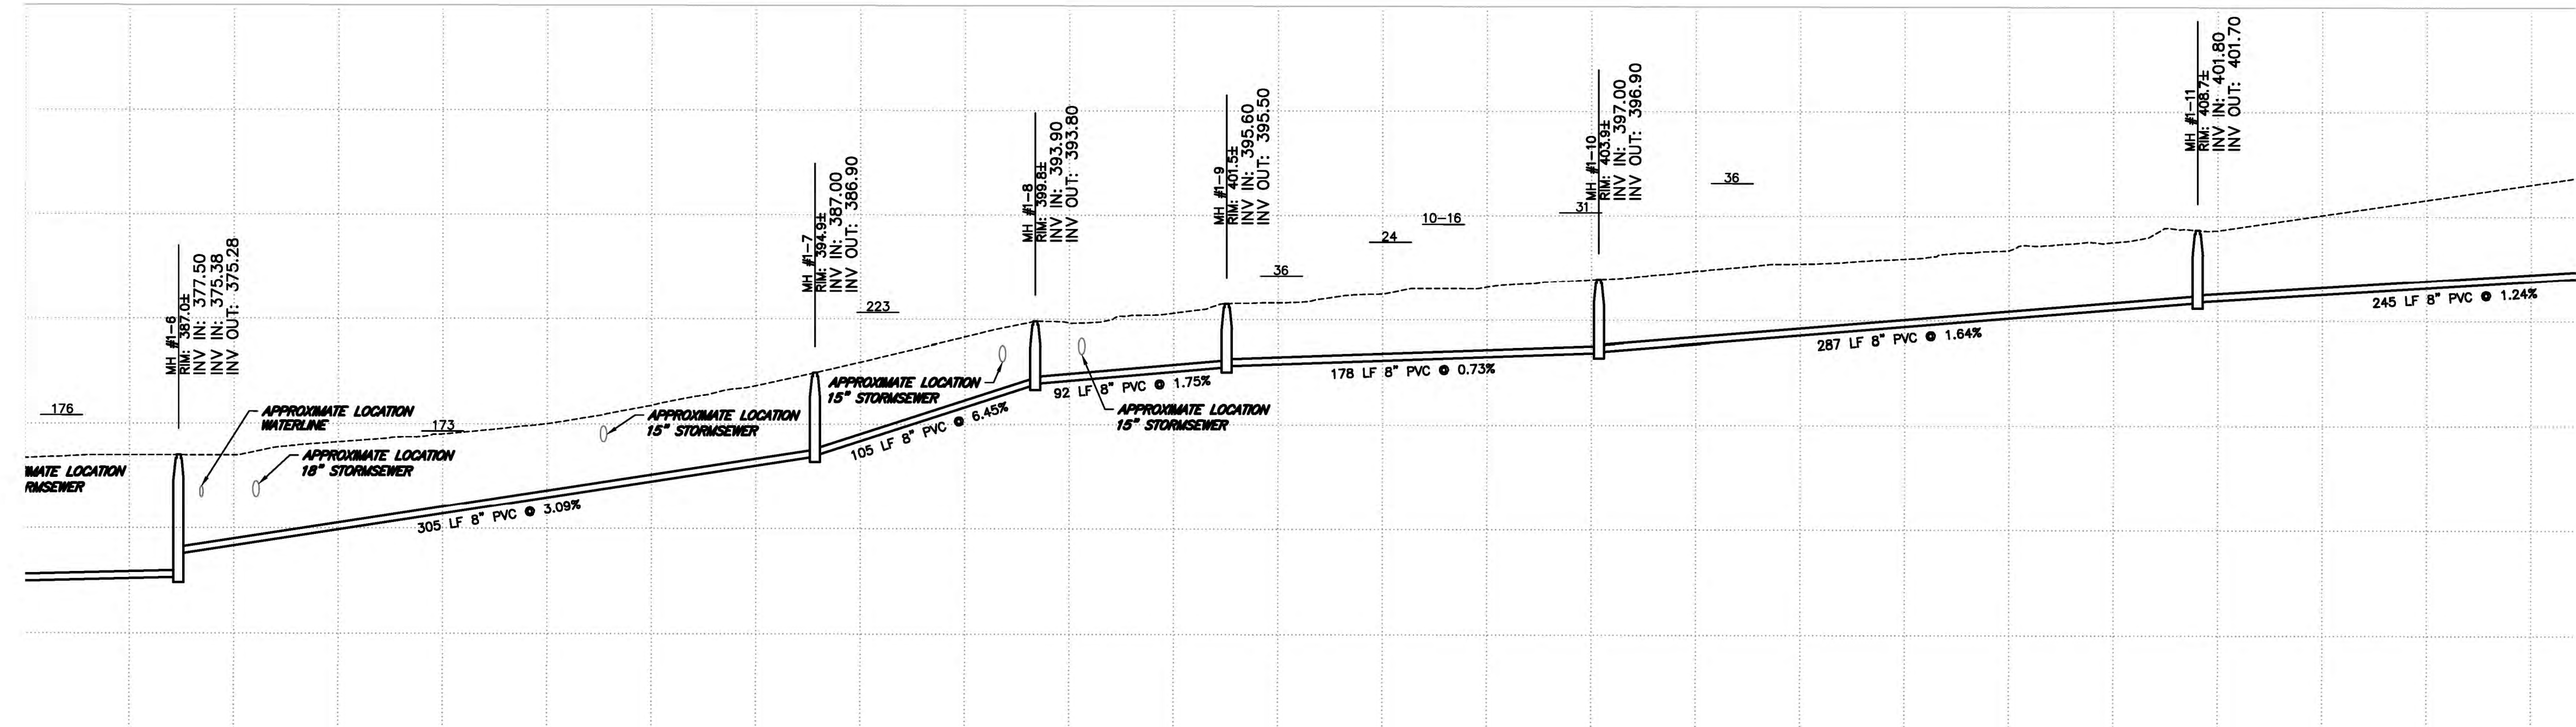 176
IMATE LOCATION
RMSEWER
MH #1-6
RIM: 387.0±
INV IN: 377.50
INV IN: 375.38
INV OUT: 375.28
APPROXIMATE LOCATION
WATERLINE
APPROXIMATE LOCATION
18" STORMSEWER
173
305 LF 8" PVC @ 3.09%
APPROXIMATE LOCATION
15" STORMSEWER
MH #1-7
RIM: 394.9±
INV IN: 387.00
INV OUT: 386.90
223
APPROXIMATE LOCATION
15" STORMSEWER
105 LF 8" PVC @ 6.45%
MH #1-8
RIM: 399.8±
INV IN: 393.90
INV OUT: 393.80
92 LF 8" PVC @ 1.75%
APPROXIMATE LOCATION
15" STORMSEWER
MH #1-9
RIM: 401.5±
INV IN: 395.60
INV OUT: 395.50
36
24
10-16
178 LF 8" PVC @ 0.73%
31
MH #1-10
RIM: 403.9±
INV IN: 397.00
INV OUT: 396.90
36
287 LF 8" PVC @ 1.64%
MH #1-11
RIM: 408.7±
INV IN: 401.80
INV OUT: 401.70
245 LF 8" PVC @ 1.24%